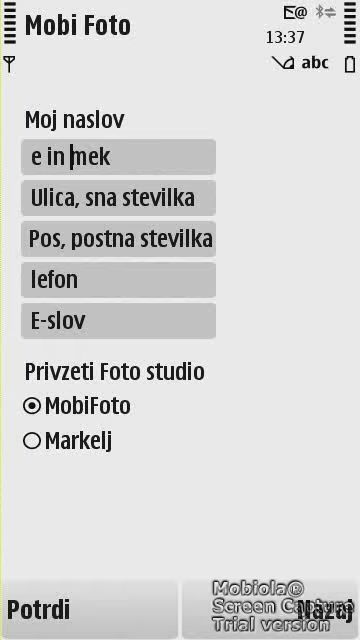 Mobi Foto
13:37
abc
Moj naslov
e in mek
Ulica, sna stevilka
Pos, postna stevilka
lefon
E-slov
Privzeti Foto studio
MobiFoto
Markelj
Potrdi
Nazaj
Mobiola®
Screen Capture
Trial version